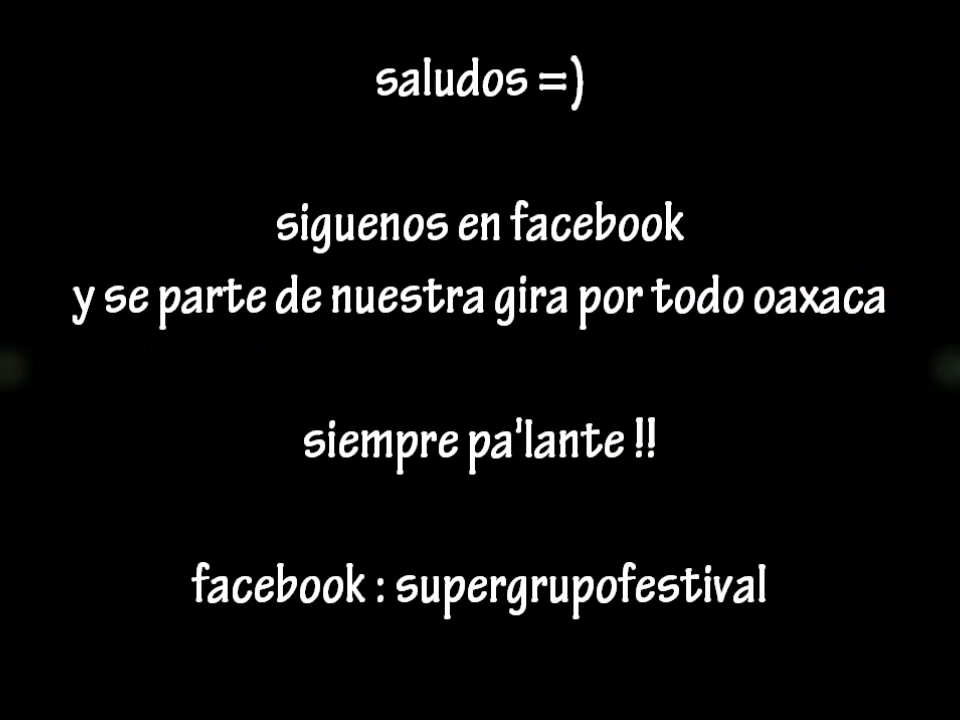 saludos =)
siguenos en facebook
y se parte de nuestra gira por todo oaxaca
siempre pa'lante !!
facebook : supergrupofestival